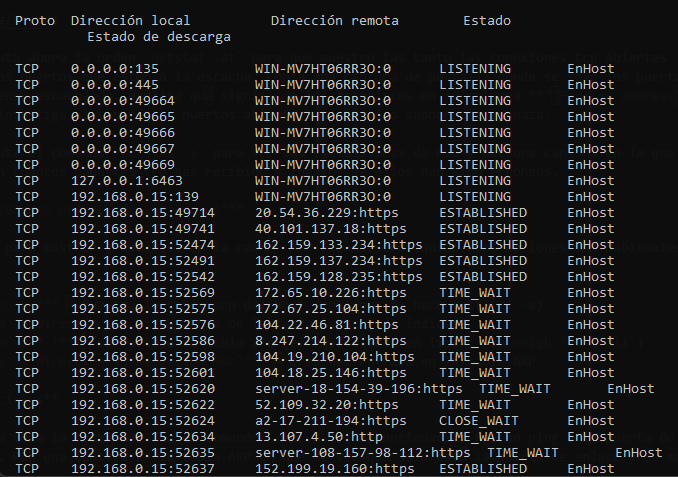 Proto Dirección local Dirección remota Estado
Estado de descarga
TCP 0.0.0.0:135 WIN-MV7HT06RR3O:0 LISTENING EnHost
TCP 0.0.0.0:445 WIN-MV7HT06RR3O:0 LISTENING EnHost
TCP 0.0.0.0:49664 WIN-MV7HT06RR3O:0 LISTENING EnHost
TCP 0.0.0.0:49665 WIN-MV7HT06RR3O:0 LISTENING EnHost
TCP 0.0.0.0:49666 WIN-MV7HT06RR3O:0 LISTENING EnHost
TCP 0.0.0.0:49667 WIN-MV7HT06RR3O:0 LISTENING EnHost
TCP 0.0.0.0:49669 WIN-MV7HT06RR3O:0 LISTENING EnHost
TCP 127.0.0.1:6463 WIN-MV7HT06RR3O:0 LISTENING EnHost
TCP 192.168.0.15:139 WIN-MV7HT06RR3O:0 LISTENING EnHost
TCP 192.168.0.15:49714 20.54.36.229:https ESTABLISHED EnHost
TCP 192.168.0.15:49741 40.101.137.18:https ESTABLISHED EnHost
TCP 192.168.0.15:52474 162.159.133.234:https ESTABLISHED EnHost
TCP 192.168.0.15:52491 162.159.137.234:https ESTABLISHED EnHost
TCP 192.168.0.15:52542 162.159.128.235:https ESTABLISHED EnHost
TCP 192.168.0.15:52569 172.65.10.226:https TIME_WAIT EnHost
TCP 192.168.0.15:52575 172.67.25.104:https TIME_WAIT EnHost
TCP 192.168.0.15:52576 104.22.46.81:https TIME_WAIT EnHost
TCP 192.168.0.15:52586 8.247.214.122:https TIME_WAIT EnHost
TCP 192.168.0.15:52598 104.19.210.104:https TIME_WAIT EnHost
TCP 192.168.0.15:52601 104.18.25.146:https TIME_WAIT EnHost
TCP 192.168.0.15:52620 server-18-154-39-196:https TIME_WAIT EnHost
TCP 192.168.0.15:52622 52.109.32.20:https TIME_WAIT EnHost
TCP 192.168.0.15:52624 a2-17-211-194:https CLOSE_WAIT EnHost
TCP 192.168.0.15:52634 13.107.4.50:http TIME_WAIT EnHost
TCP 192.168.0.15:52635 server-108-157-98-112:https TIME_WAIT EnHost
TCP 192.168.0.15:52637 152.199.19.160:https ESTABLISHED EnHost